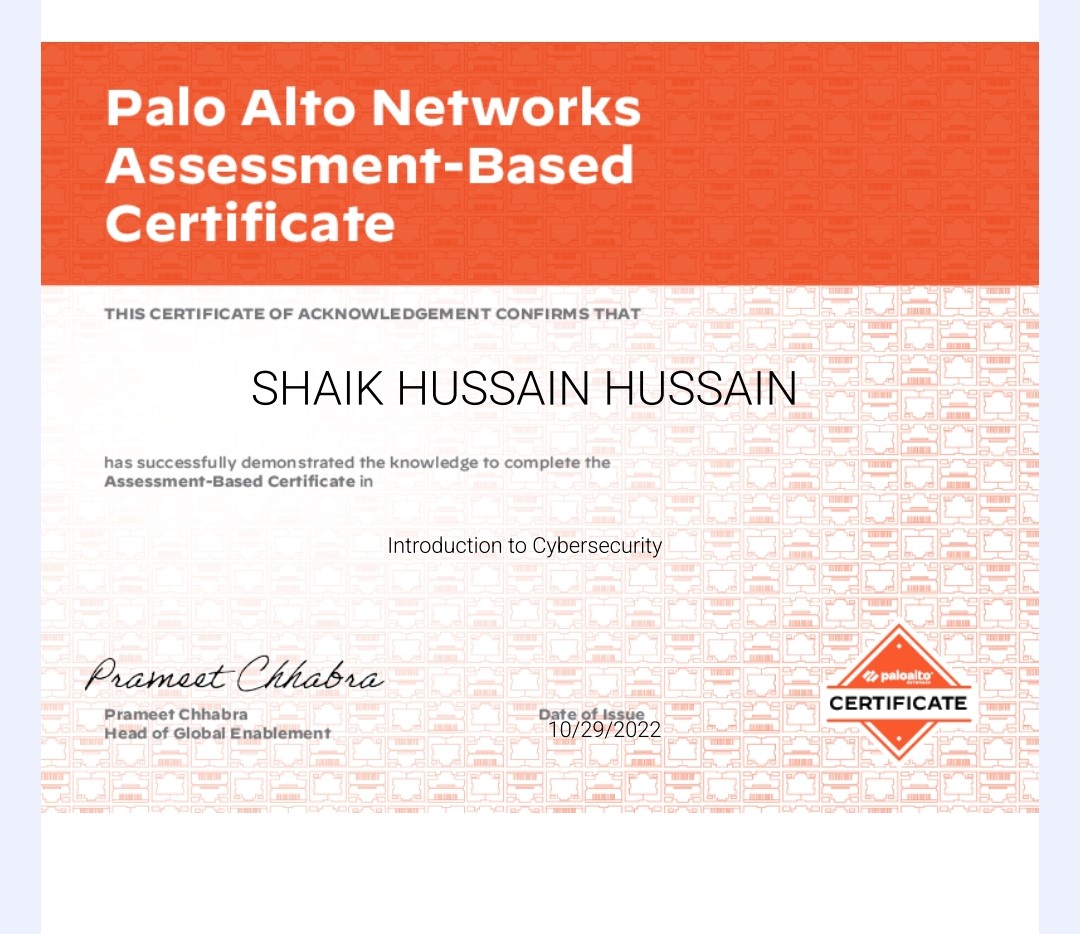 Palo Alto Networks
Assessment-Based
Certificate
THIS CERTIFICATE OF ACKNOWLEDGEMENT CONFIRMS THAT
SHAIK HUSSAIN HUSSAIN
has successfully demonstrated the knowledge to complete the
Assessment-Based Certificate in
Introduction to Cybersecurity
Prameet Chhabra
Prameet Chhabra
Head of Global Enablement
Date of Issue
10/29/2022
paloalto
NETWORKS
CERTIFICATE